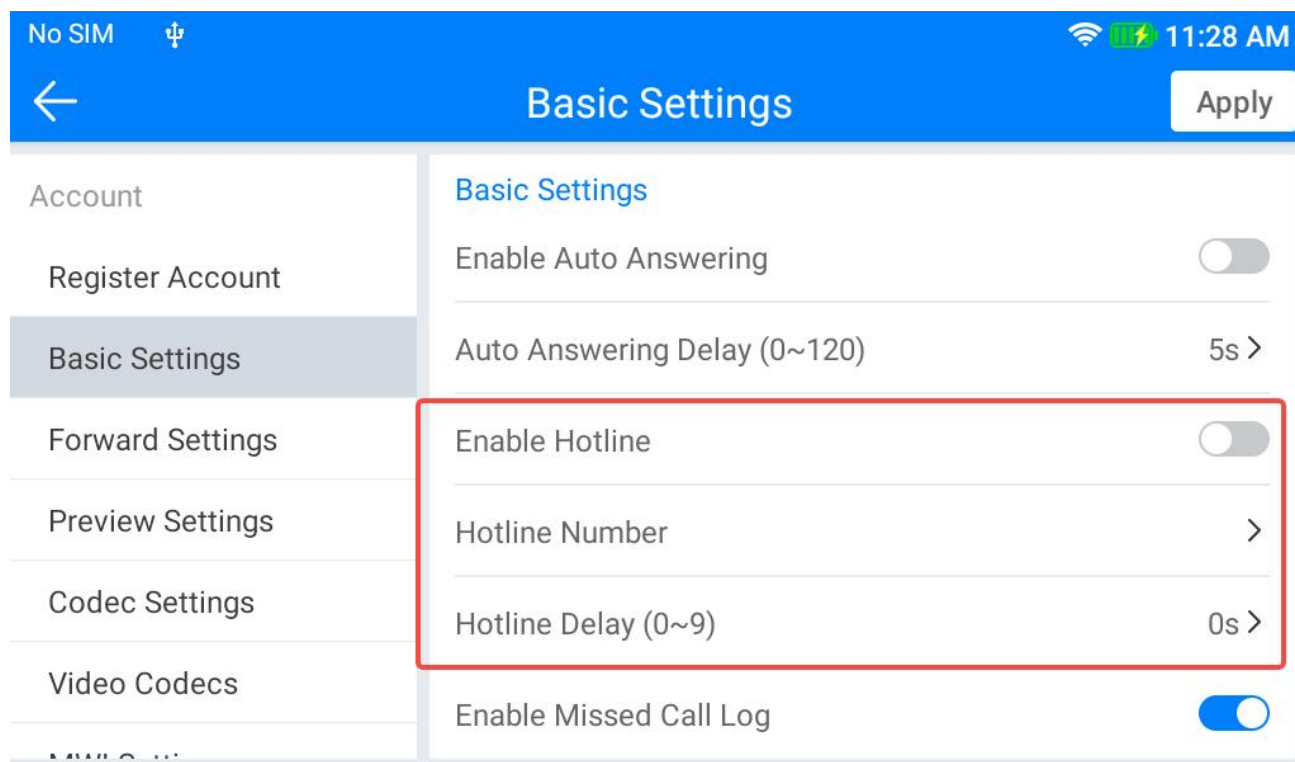 No SIM 11:28 AM
Basic Settings Apply
Account
Register Account
Basic Settings
Forward Settings
Preview Settings
Codec Settings
Video Codecs
Basic Settings
Enable Auto Answering
Auto Answering Delay (0~120) 5s
Enable Hotline
Hotline Number
Hotline Delay (0~9) 0s
Enable Missed Call Log